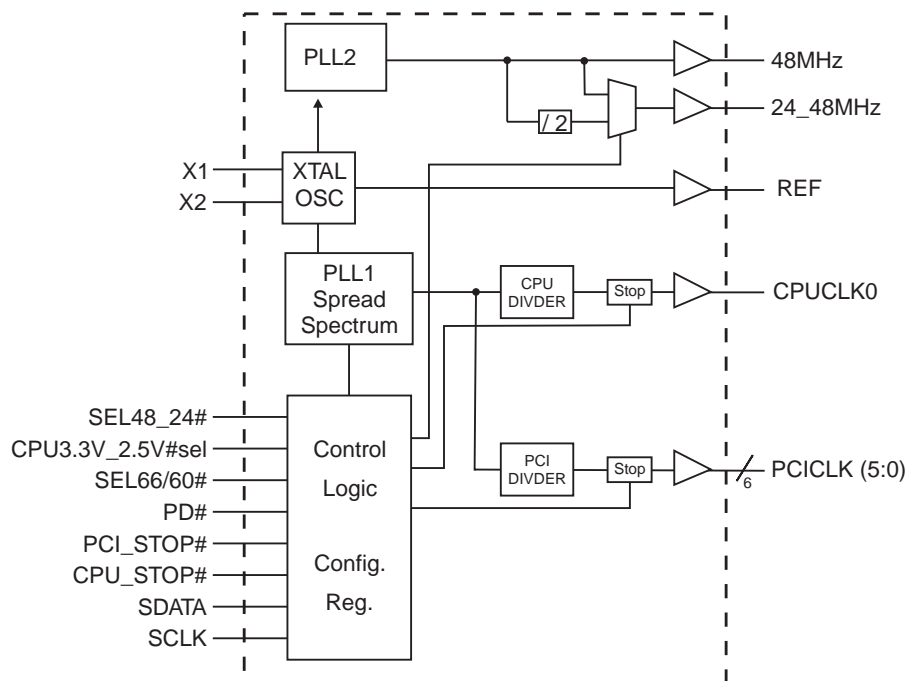 PLL2
48MHz
/ 2
24_48MHz
X1
X2
XTAL
OSC
REF
PLL1
Spread
Spectrum
CPU
DIVDER
Stop
CPUCLK0
SEL48_24#
CPU3.3V_2.5V#sel
SEL66/60#
PD#
PCI_STOP#
CPU_STOP#
SDATA
SCLK
Control
Logic
Config.
Reg.
PCI
DIVDER
Stop
6
PCICLK (5:0)